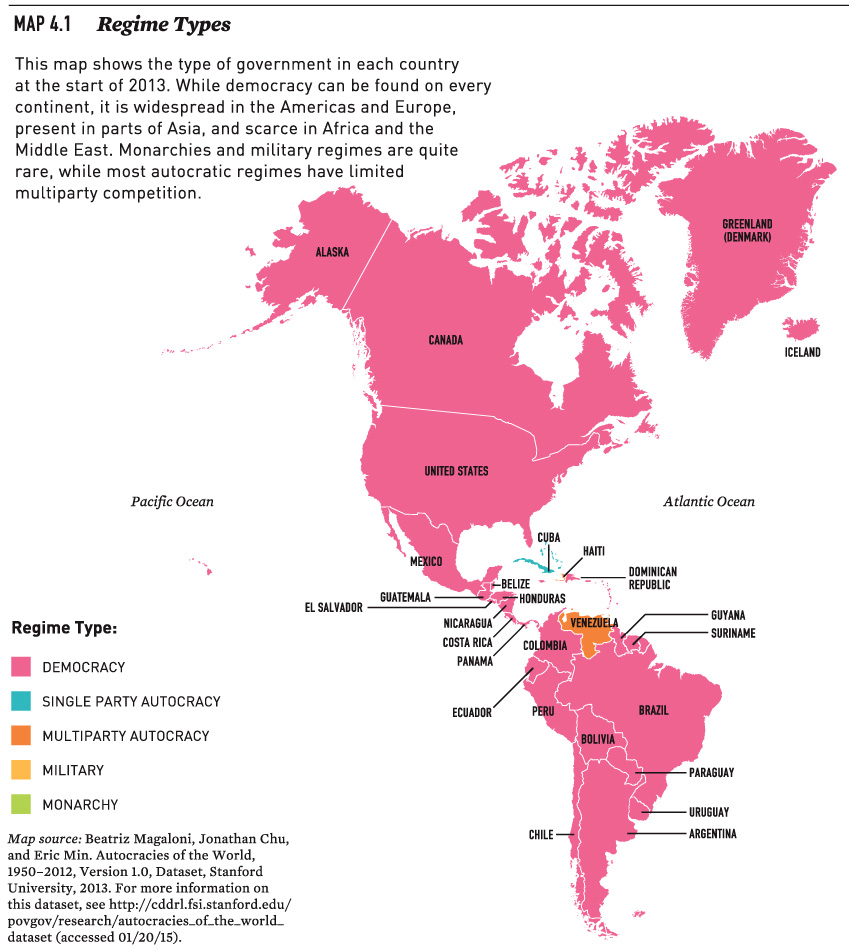 MAP 4.1 Regime Types
This map shows the type of government in each country
at the start of 2013. While democracy can be found on every
continent, it is widespread in the Americas and Europe,
present in parts of Asia, and scarce in Africa and the
Middle East. Monarchies and military regimes are quite
rare, while most autocratic regimes have limited
multiparty competition.
GREENLAND
(DENMARK)
ALASKA
CANADA
ICELAND
UNITED STATES
Pacific Ocean
Atlantic Ocean
CUBA
HAITI
MEXICO
DOMINICAN
REPUBLIC
BELIZE
GUATEMALA
HONDURAS
EL SALVADOR
NICARAGUA
VENEZUELA
GUYANA
SURINAME
COSTA RICA
COLOMBIA
PANAMA
ECUADOR
PERU
BRAZIL
BOLIVIA
PARAGUAY
URUGUAY
CHILE
ARGENTINA
Regime Type:
DEMOCRACY
SINGLE PARTY AUTOCRACY
MULTIPARTY AUTOCRACY
MILITARY
MONARCHY
Map source: Beatriz Magaloni, Jonathan Chu,
and Eric Min. Autocracies of the World,
1950–2012, Version 1.0, Dataset, Stanford
University, 2013. For more information on
this dataset, see http://cddrl.fsi.stanford.edu/
povgov/research/autocracies_of_the_world_
dataset (accessed 01/20/15).